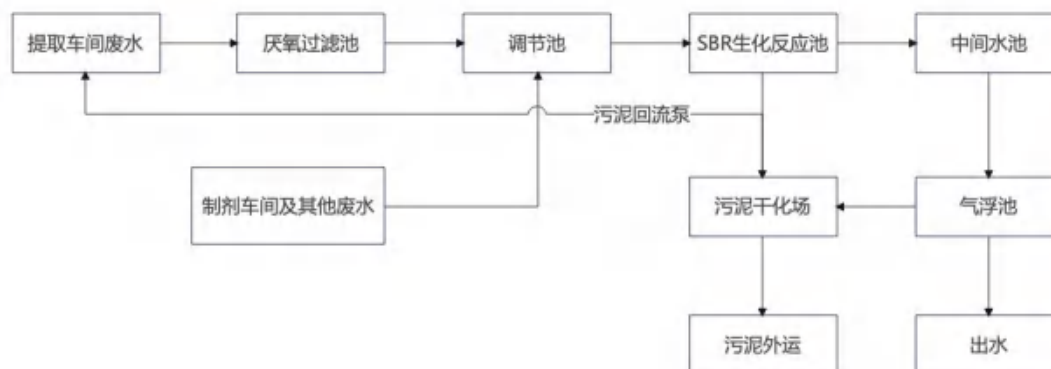 提取车间废水
厌氧过滤池
调节池
SBR生化反应池
中间水池
污泥回流泵
制剂车间及其他废水
污泥干化场
气浮池
污泥外运
出水